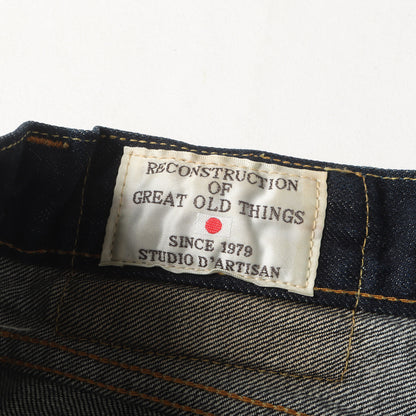 RECONSTRUCTION
OF
GREAT OLD THINGS
SINCE 1979
STUDIO D'ARTISAN